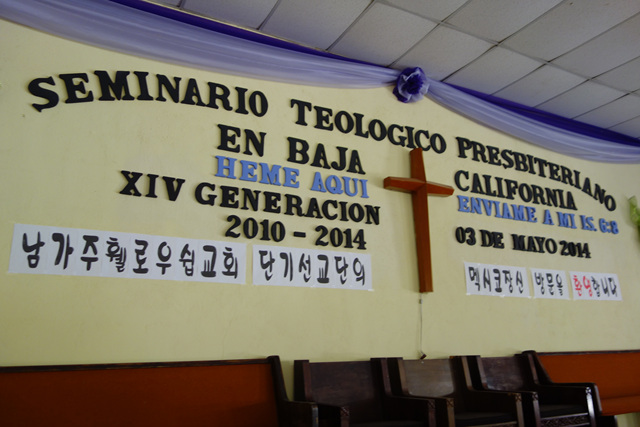 SEMINARIO TEOLOGICO PRESBITERIANO
EN BAJA CALIFORNIA
HEME AQUI ENVIAME A MI IS. 6:8
XIV GENERACION
2010 - 2014 03 DE MAYO 2014
남가주휄로우쉽교회 단기선교단의 멕시코장신 방문을 환영합니다